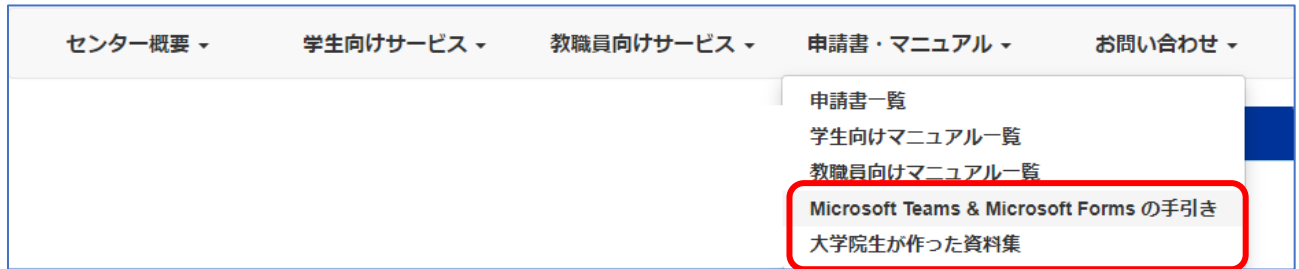 センター概要 学生向けサービス 教職員向けサービス 申請書・マニュアル お問い合わせ
申請書一覧
学生向けマニュアル一覧
教職員向けマニュアル一覧
Microsoft Teams & Microsoft Forms の手引き
大学院生が作った資料集